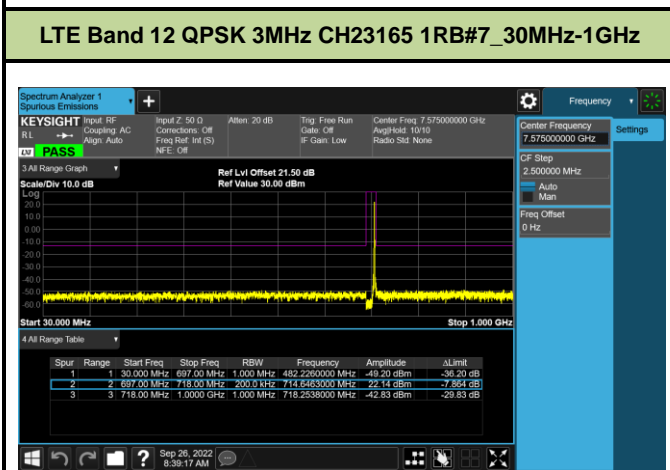 LTE Band 12 QPSK 3MHz CH23165 1RB#7_30MHz-1GHz
Spectrum Analyzer 1
Spurious Emissions
Frequency
KEYSIGHT
RL
PASS
Input: RF
Coupling: AC
Align: Auto
Input Z: 50 Ω
Corrections: Off
Freq Ref: Int (S)
NFE: Off
Atten: 20 dB
Trig: Free Run
Gate: Off
IF Gain: Low
Center Freq: 7.575000000 GHz
Avg|Hold: 10/10
Radio Std: None
Center Frequency
7.575000000 GHz
Settings
CF Step
2.500000 MHz
Auto
Man
Freq Offset
0 Hz
3 All Range Graph
Scale/Div 10.0 dB
Ref Lvl Offset 21.50 dB
Ref Value 30.00 dBm
Log
20.0
10.0
0.00
-10.0
-20.0
-30.0
-40.0
-50.0
-60.0
Start 30.000 MHz
Stop 1.000 GHz
4 All Range Table
Spur Range Start Freq Stop Freq RBW Frequency Amplitude ΔLimit
1 1 30.000 MHz 697.00 MHz 1.000 MHz 482.2260000 MHz -49.20 dBm -36.20 dB
2 2 697.00 MHz 718.00 MHz 200.0 kHz 714.6463000 MHz 22.14 dBm -7.864 dB
3 3 718.00 MHz 1.0000 GHz 1.000 MHz 718.2538000 MHz -42.83 dBm -29.83 dB
Sep 26, 2022
8:39:17 AM